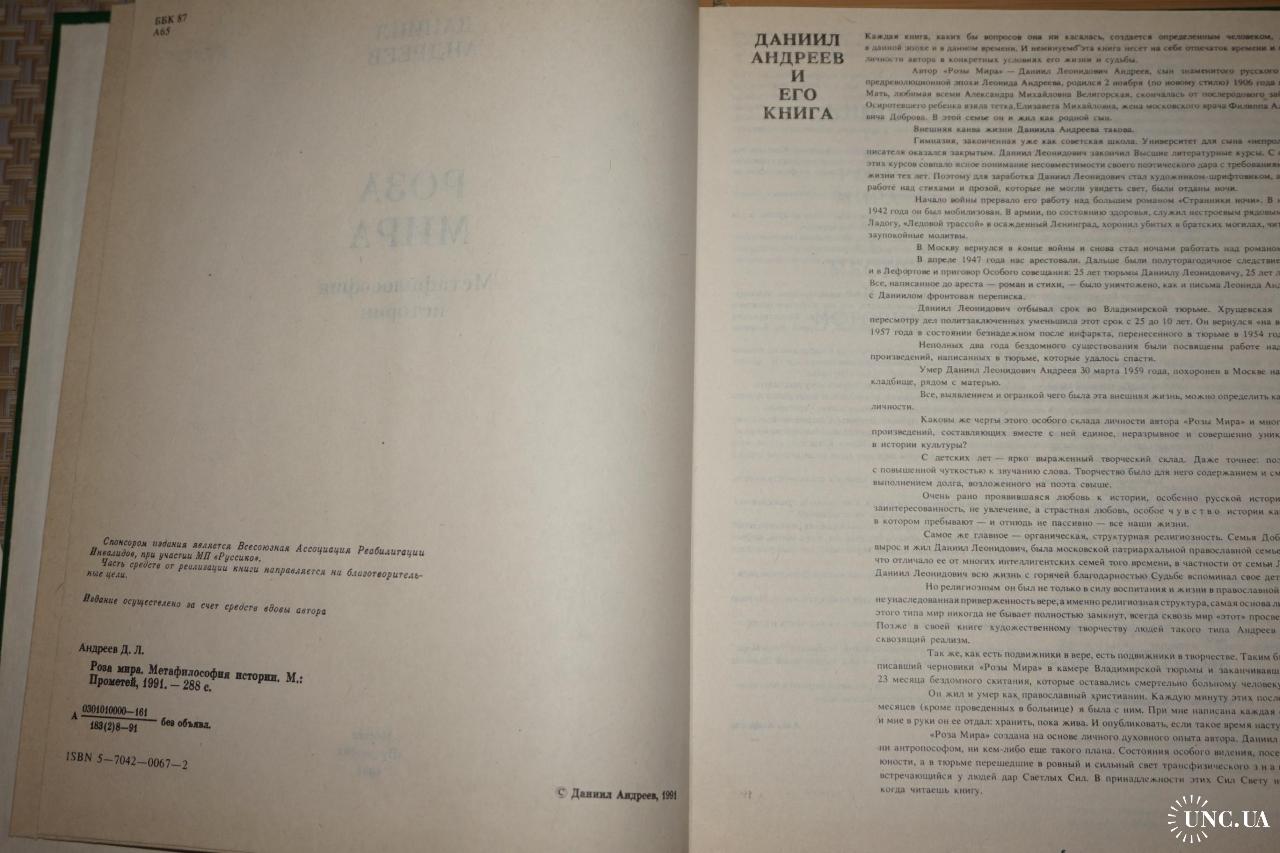 ББК 87
А65
Спонсором издания является Всесоюзная Ассоциация Реабилитации
Инвалидов, при участии МП «Руссико».
Часть средств от реализации книги направляется на благотворитель-
ные цели.
Издание осуществлено за счет средств вдовы автора
Андреев Д. Л.
Роза мира. Метафилософия истории. М.:
Прометей, 1991. — 288 с.
А 0301010000—161
183(2)8—91 без объявл.
ISBN 5—7042—0067—2
© Даниил Андреев, 1991
ДАНИИЛ
АНДРЕЕВ
И
ЕГО
КНИГА
Каждая книга, каких бы вопросов она ни касалась, создается определенным человеком,
в данной эпохе и в данном времени. И неминуемо эта книга несет на себе отпечаток времени и
личности автора в конкретных условиях его жизни и судьбы.
Автор «Розы Мира» — Даниил Леонидович Андреев, сын знаменитого русского
предреволюционной эпохи Леонида Андреева, родился 2 ноября (по новому стилю) 1906 года
Мать, любимая всеми Александра Михайловна Велигорская, скончалась от послеродового
Осиротевшего ребенка взяла тетка, Елизавета Михайловна, жена московского врача Филиппа
вича Доброва. В этой семье он и жил как родной сын.
Внешняя канва жизни Даниила Андреева такова.
Гимназия, законченная уже как советская школа. Университет для сына
писателя оказался закрытым. Даниил Леонидович закончил Высшие литературные курсы. С
этих курсов совпало ясное понимание несовместимости своего поэтического дара с
жизни тех лет. Поэтому для заработка Даниил Леонидович стал художником-шрифтовиком, а
работе над стихами и прозой, которые не могли увидеть свет, были отданы ночи.
Начало войны прервало его работу над большим романом «Странники ночи». В
1942 года он был мобилизован. В армии, по состоянию здоровья, служил нестроевым рядовым
Ладогу, «Ледовой трассой» в осажденный Ленинград, хоронил убитых в братских могилах,
заупокойные молитвы.
В Москву вернулся в конце войны и снова стал ночами работать над романом
В апреле 1947 года нас арестовали. Дальше были полуторагодичное следствие
и в Лефортове и приговор Особого совещания: 25 лет тюрьмы Даниилу Леонидовичу, 25 лет
Все, написанное до ареста — роман и стихи, — было уничтожено, как и письма Леонида
с Даниилом фронтовая переписка.
Даниил Леонидович отбывал срок во Владимирской тюрьме. Хрущевская
пересмотру дел политзаключенных уменьшила этот срок с 25 до 10 лет. Он вернулся «на
1957 года в состоянии безнадежном после инфаркта, перенесенного в тюрьме в 1954
Неполных два года бездомного существования были посвящены работе над
произведений, написанных в тюрьме, которые удалось спасти.
Умер Даниил Леонидович Андреев 30 марта 1959 года, похоронен в Москве на
кладбище, рядом с матерью.
Все, выявлением и огранкой чего была эта внешняя жизнь, можно определить
личности.
Каковы же черты этого особого склада личности автора «Розы Мира» и
произведений, составляющих вместе с ней единое, неразрывное и совершенно
в истории культуры?
С детских лет — ярко выраженный творческий склад. Даже точнее:
с повышенной чуткостью к звучанию слова. Творчество было для него содержанием и
выполнением долга, возложенного на поэта свыше.
Очень рано проявившаяся любовь к истории, особенно русской
заинтересованность, не увлечение, а страстная любовь, особое чувство истории
в котором пребывают — и отнюдь не пассивно — все наши жизни.
Самое же главное — органическая, структурная религиозность. Семья
вырос и жил Даниил Леонидович, была московской патриархальной православной
что отличало ее от многих интеллигентских семей того времени, в частности от семьи
Даниил Леонидович всю жизнь с горячей благодарностью Судьбе вспоминал свое
Но религиозным он был не только в силу воспитания и жизни в православной
не унаследованная приверженность вере, а именно религиозная структура, самая основа
этого типа мир никогда не бывает полностью замкнут, всегда сквозь мир «этот»
Позже в своей книге художественному творчеству людей такого типа Андреев
сквозящий реализм.
Так же, как есть подвижники в вере, есть подвижники в творчестве. Таким
писавший черновики «Розы Мира» в камере Владимирской тюрьмы и
23 месяца бездомного скитания, которые оставались смертельно больному человеку
Он жил и умер как православный христианин. Каждую минуту этих
месяцев (кроме проведенных в больнице) я была с ним. При мне написана каждая
и мне в руки он ее отдал: хранить, пока жива. И опубликовать, если такое время
«Роза Мира» создана на основе личного духовного опыта автора. Даниил
ни антропософом, ни кем-либо еще такого плана. Состояния особого видения,
юности, а в тюрьме перешедшие в ровный и сильный свет трансфизического
встречающийся у людей дар Светлых Сил. В принадлежности этих Сил Свету
когда читаешь книгу.
UNC.UA